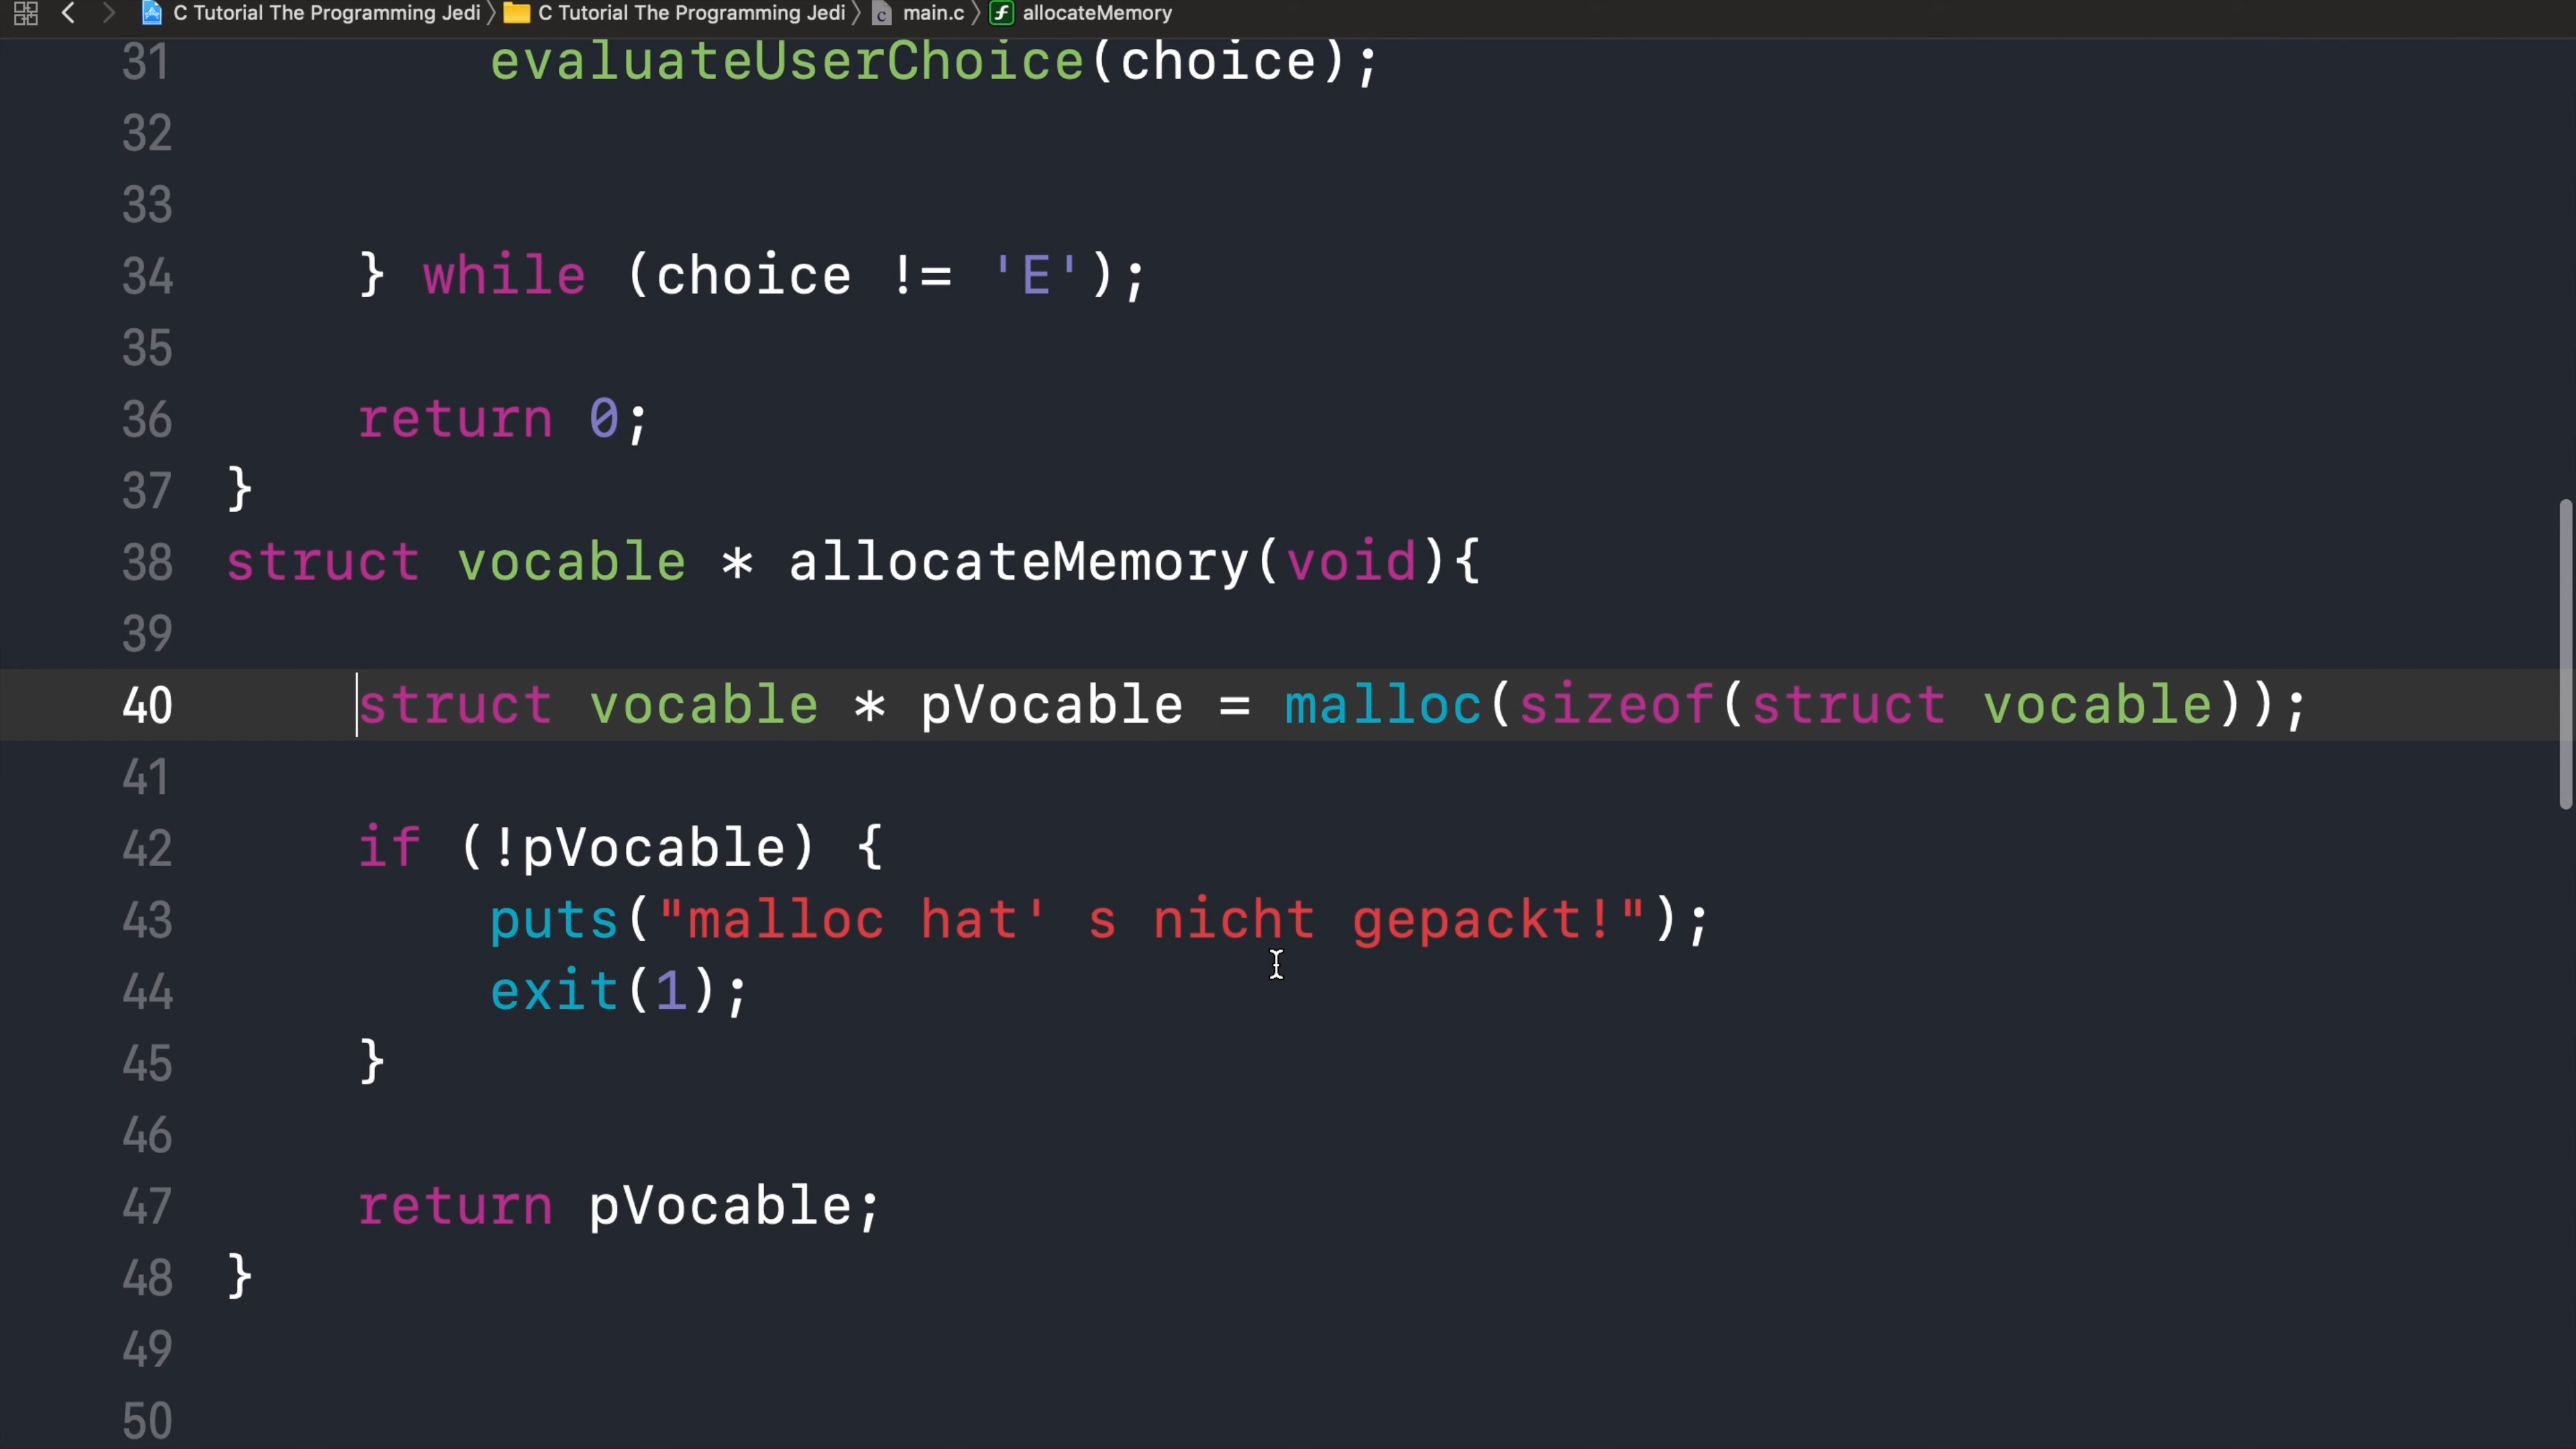 C Tutorial The Programming Jedi C Tutorial The Programming Jedi main.c allocateMemory
31 evaluateUserChoice(choice);
32
33
34 } while (choice != 'E');
35
36 return 0;
37 }
38 struct vocable * allocateMemory(void){
39
40 struct vocable * pVocable = malloc(sizeof(struct vocable));
41
42 if (!pVocable) {
43 puts("malloc hat' s nicht gepackt!");
44 exit(1);
45 }
46
47 return pVocable;
48 }
49
50